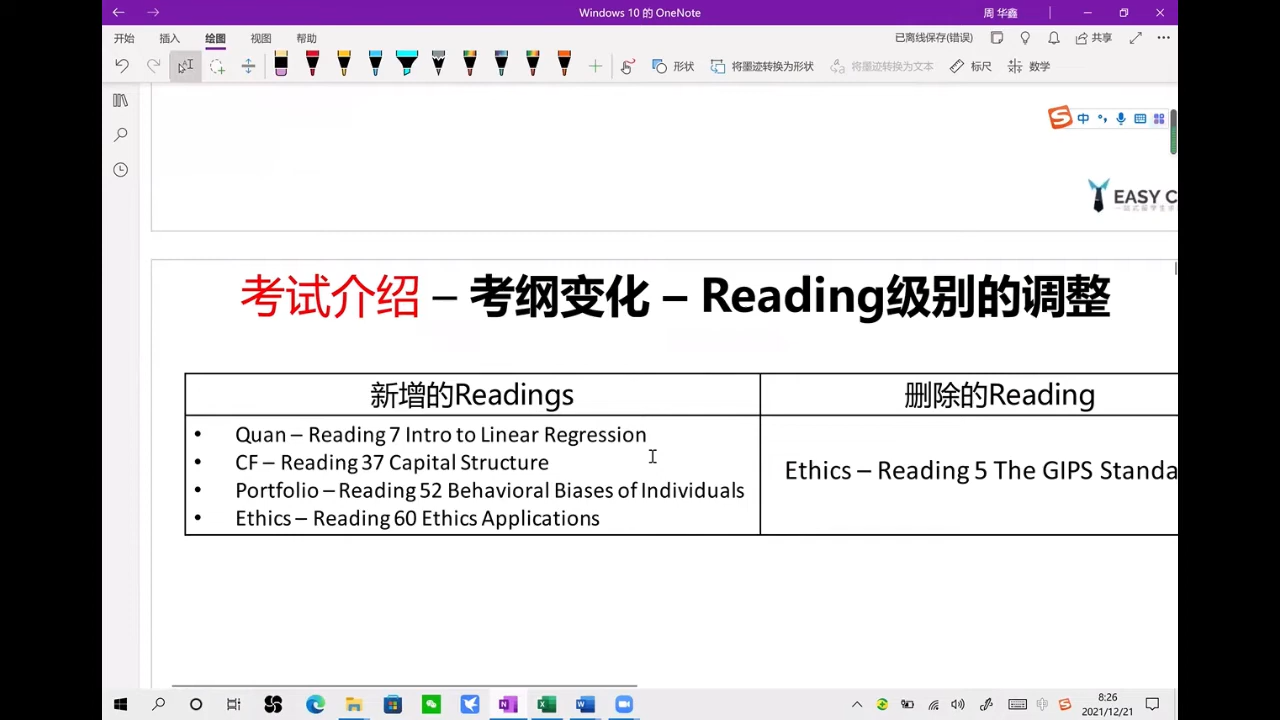 Windows 10 的 OneNote
周 华鑫
开始 插入 绘图 视图 帮助
已离线保存(错误) 共享
形状 将墨迹转换为形状 将墨迹转换为文本 标尺 数学
中
EASY C
考试介绍 – 考纲变化 – Reading级别的调整
新增的Readings
删除的Reading
• Quan – Reading 7 Intro to Linear Regression
• CF – Reading 37 Capital Structure
• Portfolio – Reading 52 Behavioral Biases of Individuals
• Ethics – Reading 60 Ethics Applications
Ethics – Reading 5 The GIPS Standa
8:26
2021/12/21